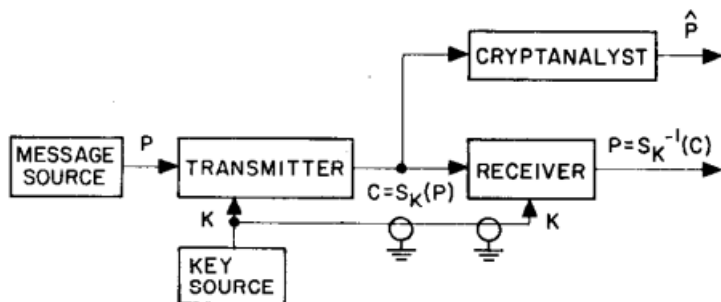 CRYPTANALYST
P̂
MESSAGE
SOURCE
P
TRANSMITTER
C=S_K(P)
RECEIVER
P=S_K^{-1}(C)
K
K
KEY
SOURCE